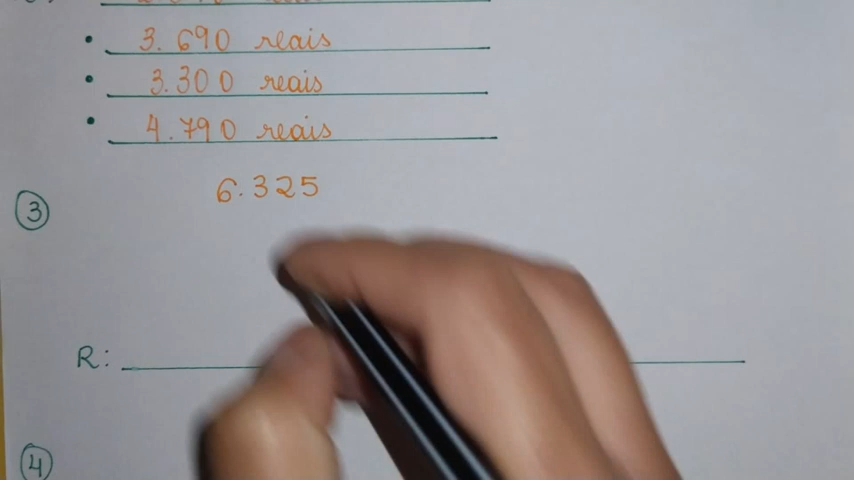 3.690 reais
3.300 reais
4.790 reais
6.325
3
R:
4